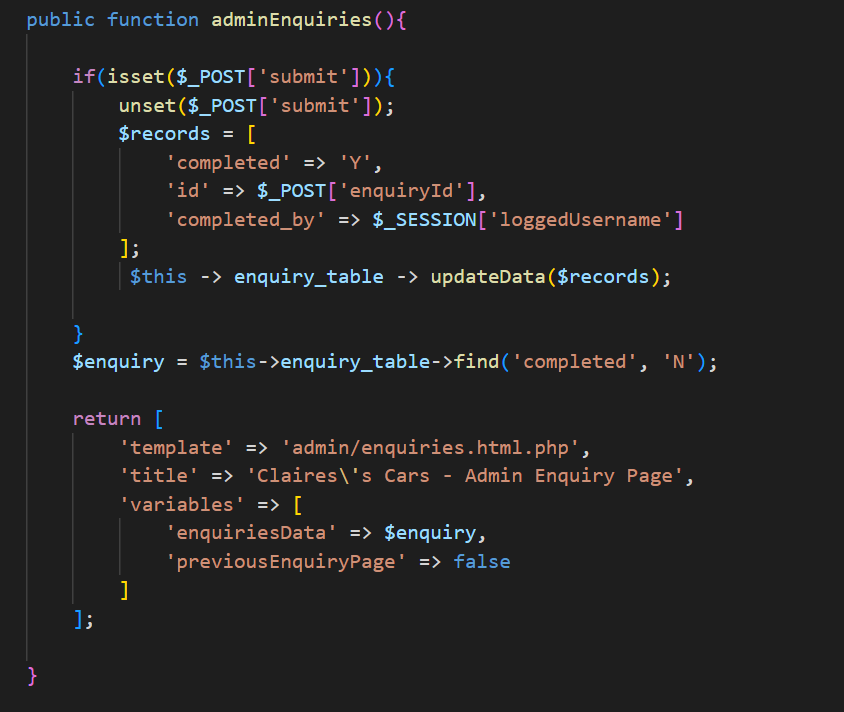 public function adminEnquiries(){
if(isset($_POST['submit'])){
unset($_POST['submit']);
$records = [
'completed' => 'Y',
'id' => $_POST['enquiryId'],
'completed_by' => $_SESSION['loggedUsername']
];
$this -> enquiry_table -> updateData($records);
}
$enquiry = $this->enquiry_table->find('completed', 'N');
return [
'template' => 'admin/enquiries.html.php',
'title' => 'Claires\'s Cars - Admin Enquiry Page',
'variables' => [
'enquiriesData' => $enquiry,
'previousEnquiryPage' => false
]
];
}